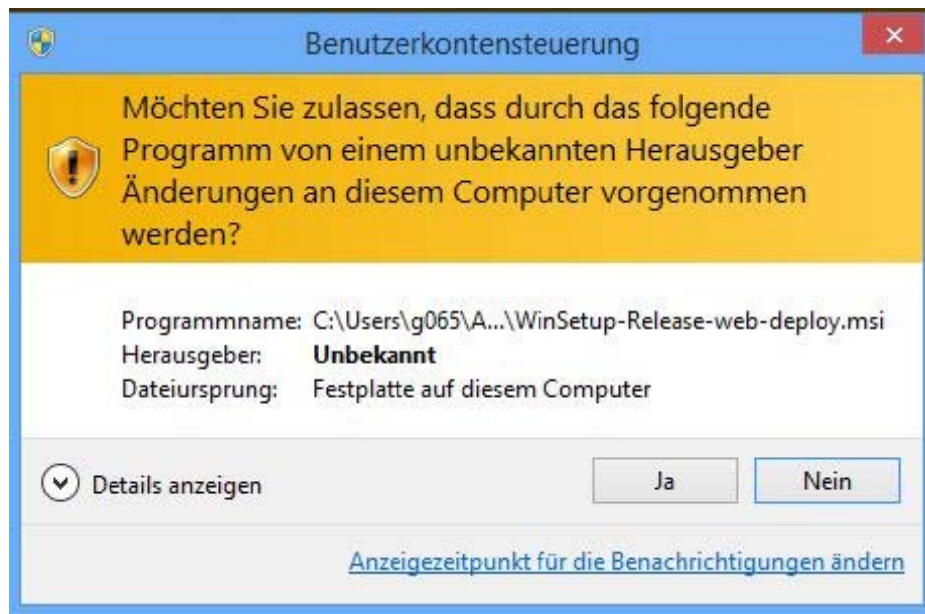 Benutzerkontensteuerung
Möchten Sie zulassen, dass durch das folgende
Programm von einem unbekannten Herausgeber
Änderungen an diesem Computer vorgenommen
werden?
Programmname: C:\Users\g065\A...\WinSetup-Release-web-deploy.msi
Herausgeber: Unbekannt
Dateiursprung: Festplatte auf diesem Computer
Details anzeigen
Ja
Nein
Anzeigezeitpunkt für die Benachrichtigungen ändern